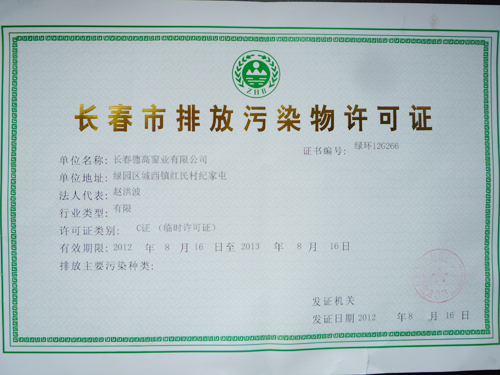 ZHB
长春市排放污染物许可证
证书编号: 绿环126266
单位名称: 长春德高窗业有限公司
单位地址: 绿园区城西镇红民村纪家屯
法人代表: 赵洪波
行业类型: 有限
许可证类别: C证 (临时许可证)
有效期限: 2012 年 8 月 16 日至 2013 年 8 月 16日
排放主要污染种类:
发证机关
发证日期 2012 年8 月 16 日